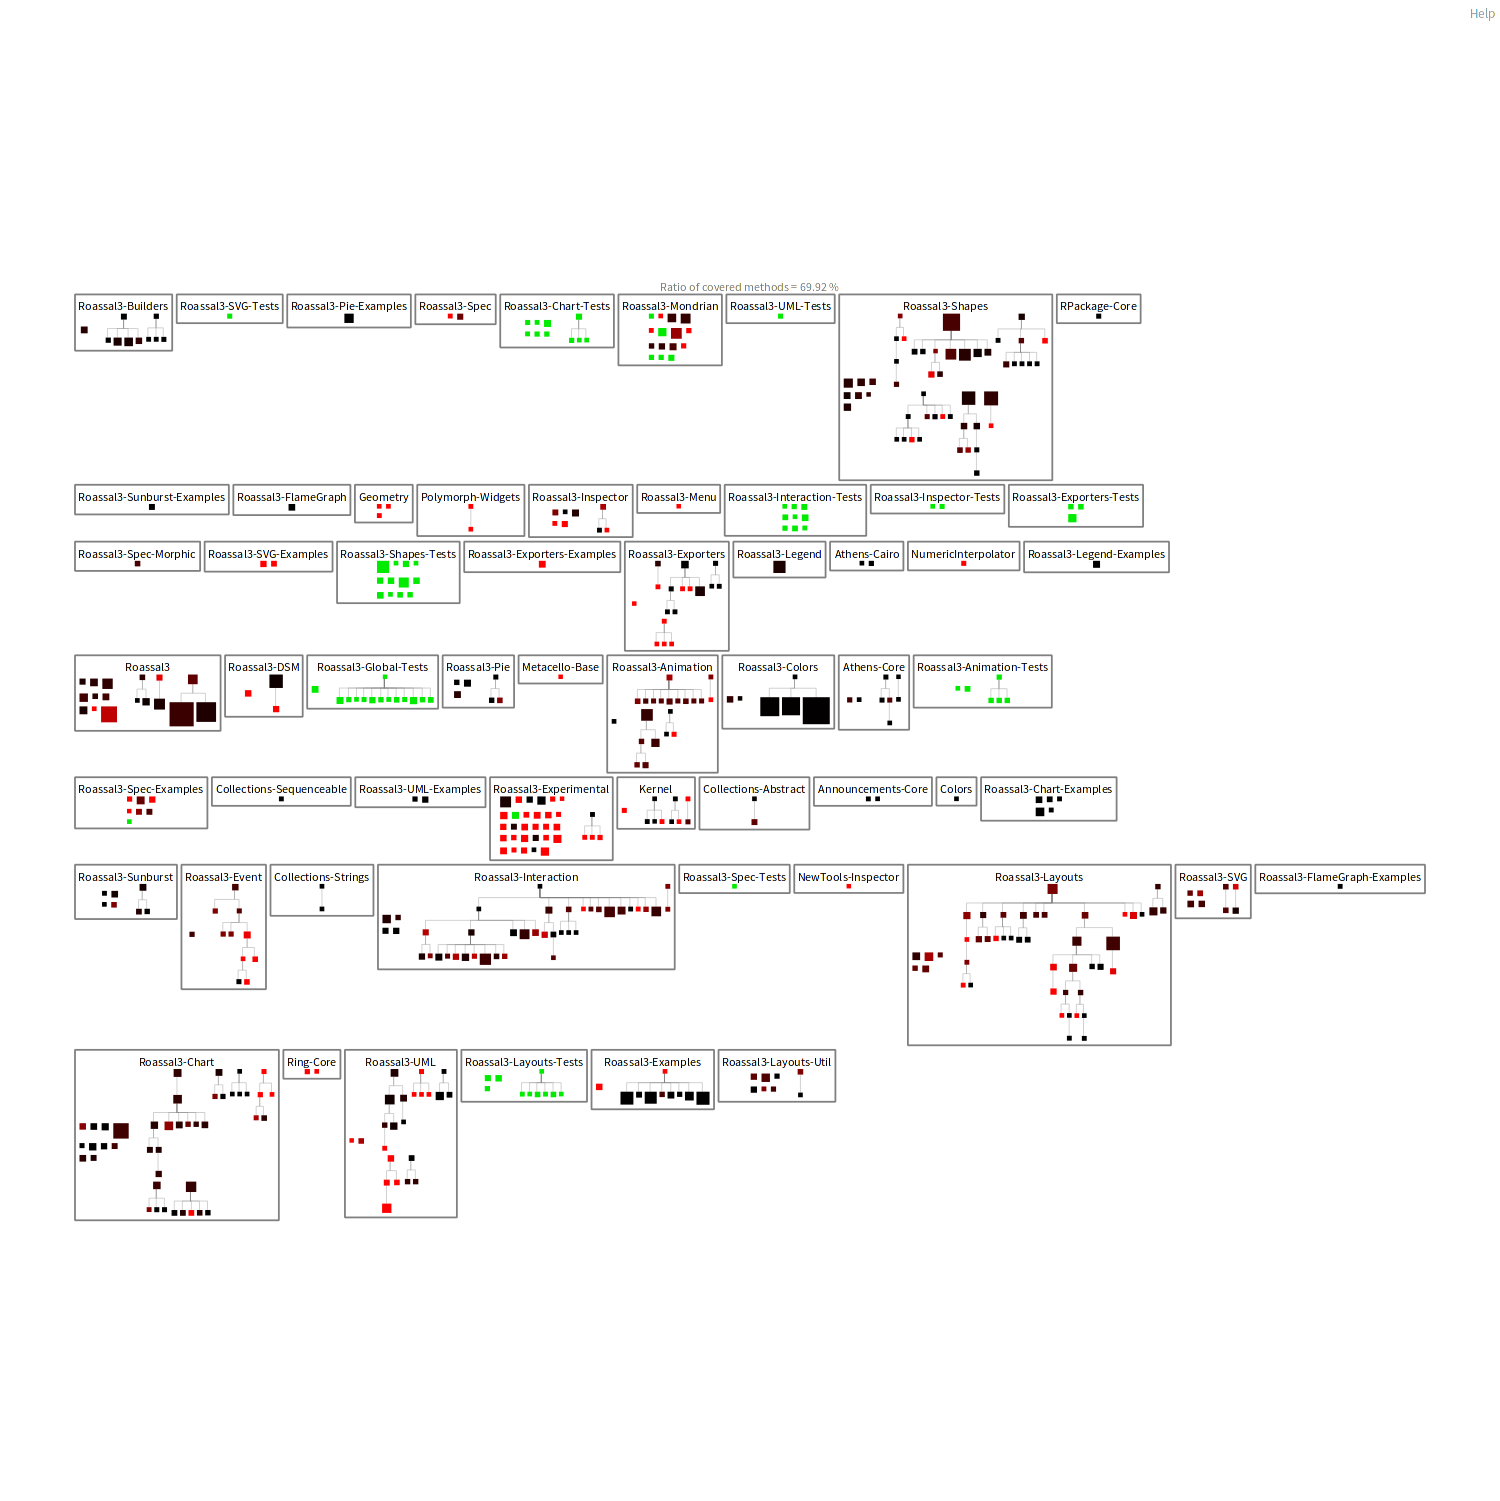 Help
Ratio of covered methods = 69.92 %
Roassal3-Builders Roassal3-SVG-Tests Roassal3-Pie-Examples Roassal3-Spec Roassal3-Chart-Tests Roassal3-Mondrian Roassal3-UML-Tests Roassal3-Shapes RPackage-Core
Roassal3-Sunburst-Examples Roassal3-FlameGraph Geometry Polymorph-Widgets Roassal3-Inspector Roassal3-Menu Roassal3-Interaction-Tests Roassal3-Inspector-Tests Roassal3-Exporters-Tests
Roassal3-Spec-Morphic Roassal3-SVG-Examples Roassal3-Shapes-Tests Roassal3-Exporters-Examples Roassal3-Exporters Roassal3-Legend Athens-Cairo NumericInterpolator Roassal3-Legend-Examples
Roassal3 Roassal3-DSM Roassal3-Global-Tests Roassal3-Pie Metacello-Base Roassal3-Animation Roassal3-Colors Athens-Core Roassal3-Animation-Tests
Roassal3-Spec-Examples Collections-Sequenceable Roassal3-UML-Examples Roassal3-Experimental Kernel Collections-Abstract Announcements-Core Colors Roassal3-Chart-Examples
Roassal3-Sunburst Roassal3-Event Collections-Strings Roassal3-Interaction Roassal3-Spec-Tests NewTools-Inspector Roassal3-Layouts Roassal3-SVG Roassal3-FlameGraph-Examples
Roassal3-Chart Ring-Core Roassal3-UML Roassal3-Layouts-Tests Roassal3-Examples Roassal3-Layouts-Util